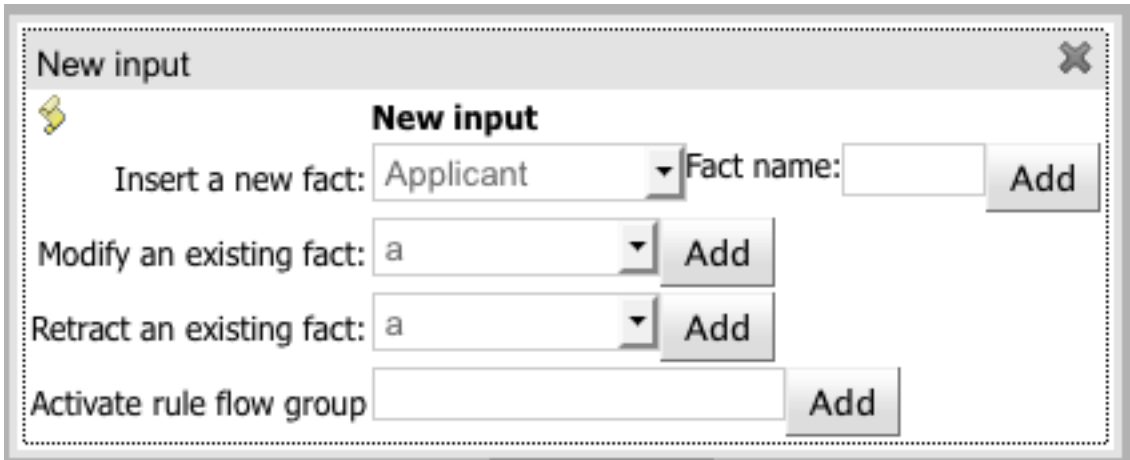 New input
New input
Insert a new fact: Applicant Fact name: Add
Modify an existing fact: a Add
Retract an existing fact: a Add
Activate rule flow group Add